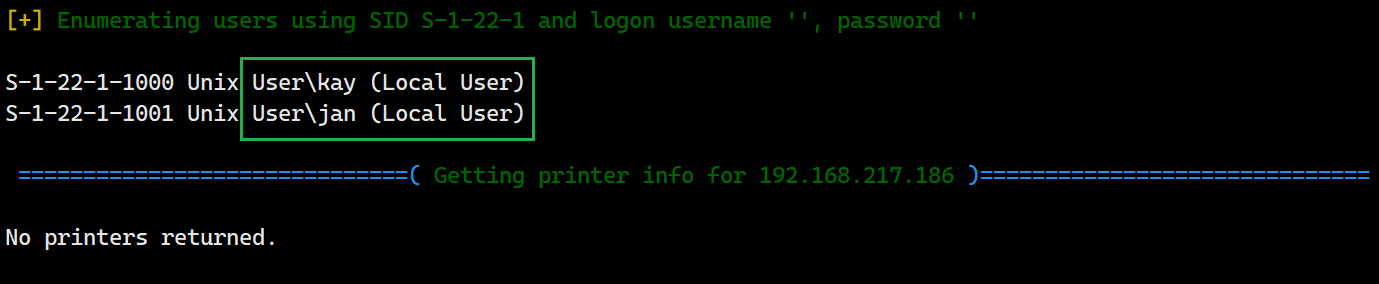 [+] Enumerating users using SID S-1-22-1 and logon username '', password ''
S-1-22-1-1000 Unix User\kay (Local User)
S-1-22-1-1001 Unix User\jan (Local User)
==============================( Getting printer info for 192.168.217.186 )==============================
No printers returned.